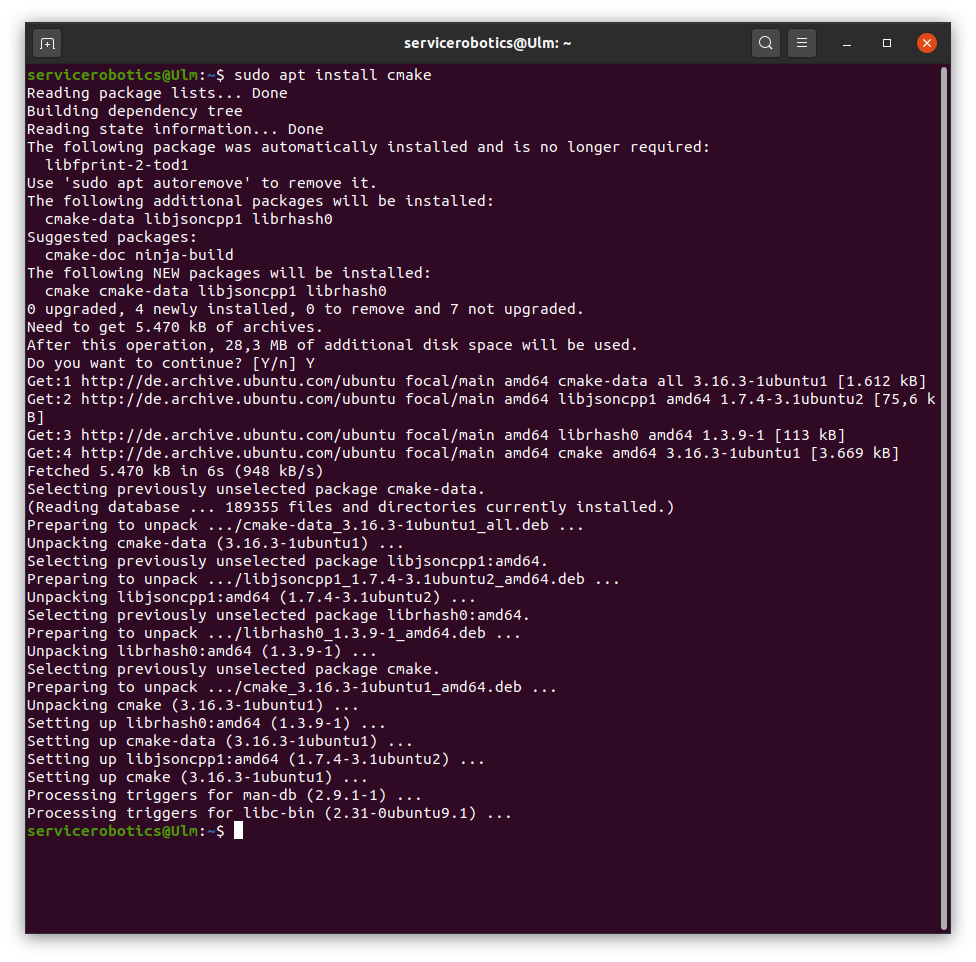 servicerobotics@Ulm: ~
servicerobotics@Ulm:~$ sudo apt install cmake
Reading package lists... Done
Building dependency tree
Reading state information... Done
The following package was automatically installed and is no longer required:
  libfprint-2-tod1
Use 'sudo apt autoremove' to remove it.
The following additional packages will be installed:
  cmake-data libjsoncpp1 librhash0
Suggested packages:
  cmake-doc ninja-build
The following NEW packages will be installed:
  cmake cmake-data libjsoncpp1 librhash0
0 upgraded, 4 newly installed, 0 to remove and 7 not upgraded.
Need to get 5.470 kB of archives.
After this operation, 28,3 MB of additional disk space will be used.
Do you want to continue? [Y/n] Y
Get:1 http://de.archive.ubuntu.com/ubuntu focal/main amd64 cmake-data all 3.16.3-1ubuntu1 [1.612 kB]
Get:2 http://de.archive.ubuntu.com/ubuntu focal/main amd64 libjsoncpp1 amd64 1.7.4-3.1ubuntu2 [75,6 k
B]
Get:3 http://de.archive.ubuntu.com/ubuntu focal/main amd64 librhash0 amd64 1.3.9-1 [113 kB]
Get:4 http://de.archive.ubuntu.com/ubuntu focal/main amd64 cmake amd64 3.16.3-1ubuntu1 [3.669 kB]
Fetched 5.470 kB in 6s (948 kB/s)
Selecting previously unselected package cmake-data.
(Reading database ... 189355 files and directories currently installed.)
Preparing to unpack .../cmake-data_3.16.3-1ubuntu1_all.deb ...
Unpacking cmake-data (3.16.3-1ubuntu1) ...
Selecting previously unselected package libjsoncpp1:amd64.
Preparing to unpack .../libjsoncpp1_1.7.4-3.1ubuntu2_amd64.deb ...
Unpacking libjsoncpp1:amd64 (1.7.4-3.1ubuntu2) ...
Selecting previously unselected package librhash0:amd64.
Preparing to unpack .../librhash0_1.3.9-1_amd64.deb ...
Unpacking librhash0:amd64 (1.3.9-1) ...
Selecting previously unselected package cmake.
Preparing to unpack .../cmake_3.16.3-1ubuntu1_amd64.deb ...
Unpacking cmake (3.16.3-1ubuntu1) ...
Setting up librhash0:amd64 (1.3.9-1) ...
Setting up cmake-data (3.16.3-1ubuntu1) ...
Setting up libjsoncpp1:amd64 (1.7.4-3.1ubuntu2) ...
Setting up cmake (3.16.3-1ubuntu1) ...
Processing triggers for man-db (2.9.1-1) ...
Processing triggers for libc-bin (2.31-0ubuntu9.1) ...
servicerobotics@Ulm:~$